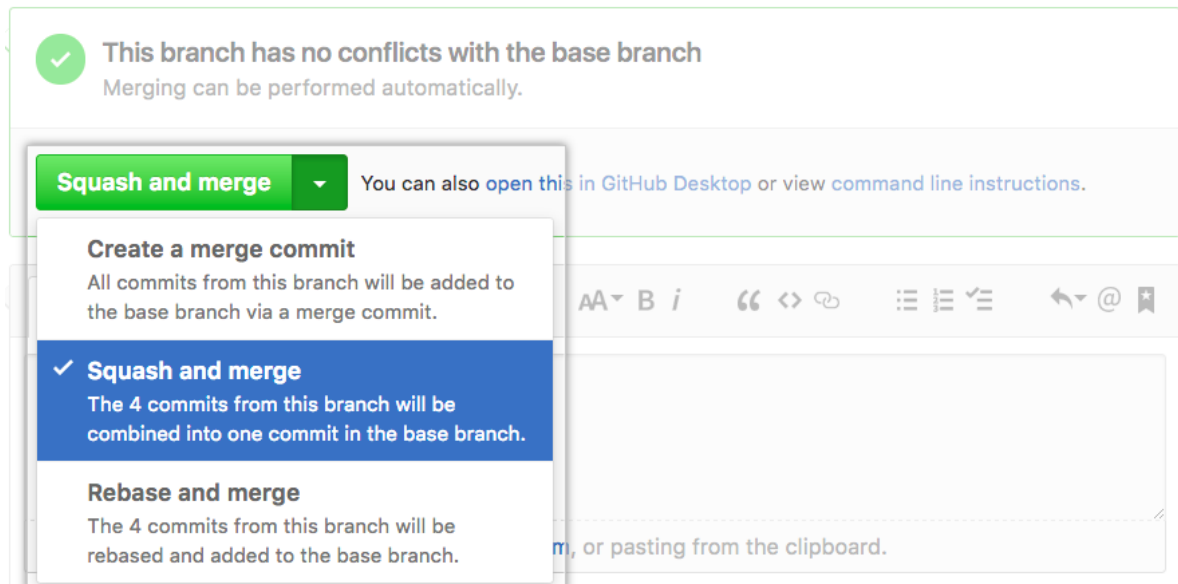 This branch has no conflicts with the base branch
Merging can be performed automatically.
Squash and merge
You can also open this in GitHub Desktop or view command line instructions.
Create a merge commit
All commits from this branch will be added to
the base branch via a merge commit.
AA B i
Squash and merge
The 4 commits from this branch will be
combined into one commit in the base branch.
Rebase and merge
The 4 commits from this branch will be
rebased and added to the base branch.
, or pasting from the clipboard.